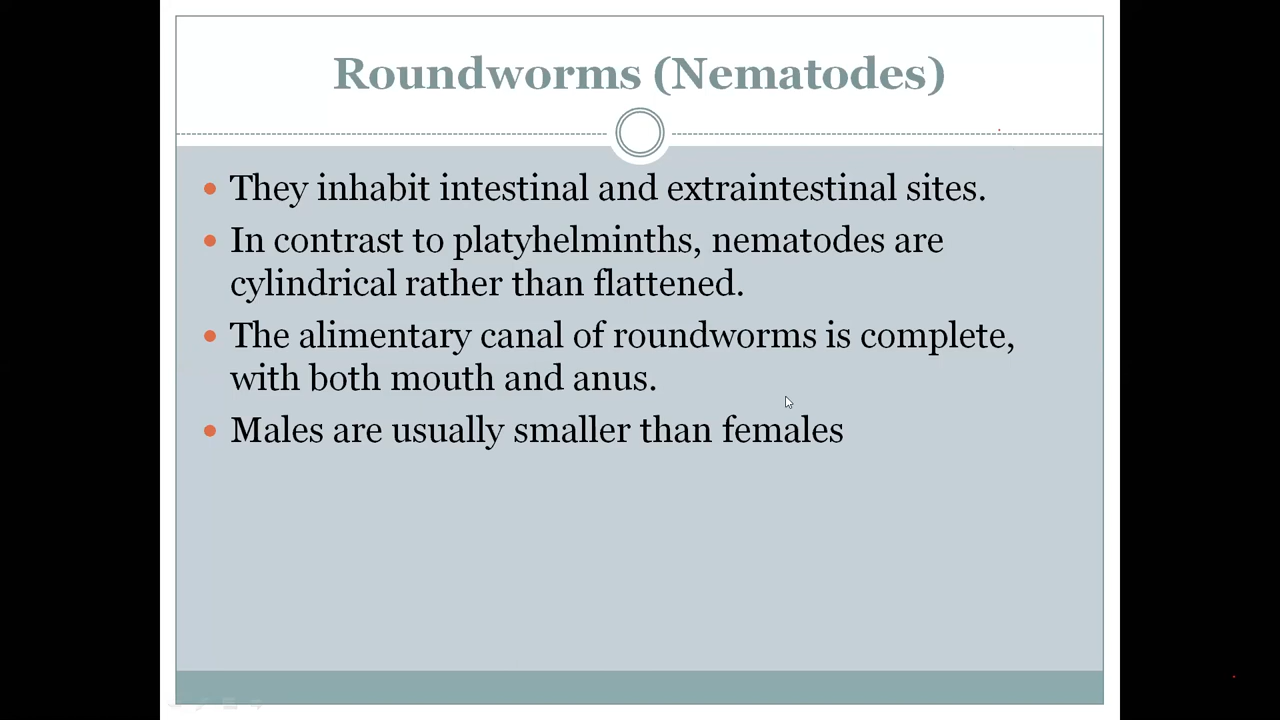 Roundworms (Nematodes)
• They inhabit intestinal and extraintestinal sites.
• In contrast to platyhelminths, nematodes are
cylindrical rather than flattened.
• The alimentary canal of roundworms is complete,
with both mouth and anus.
• Males are usually smaller than females